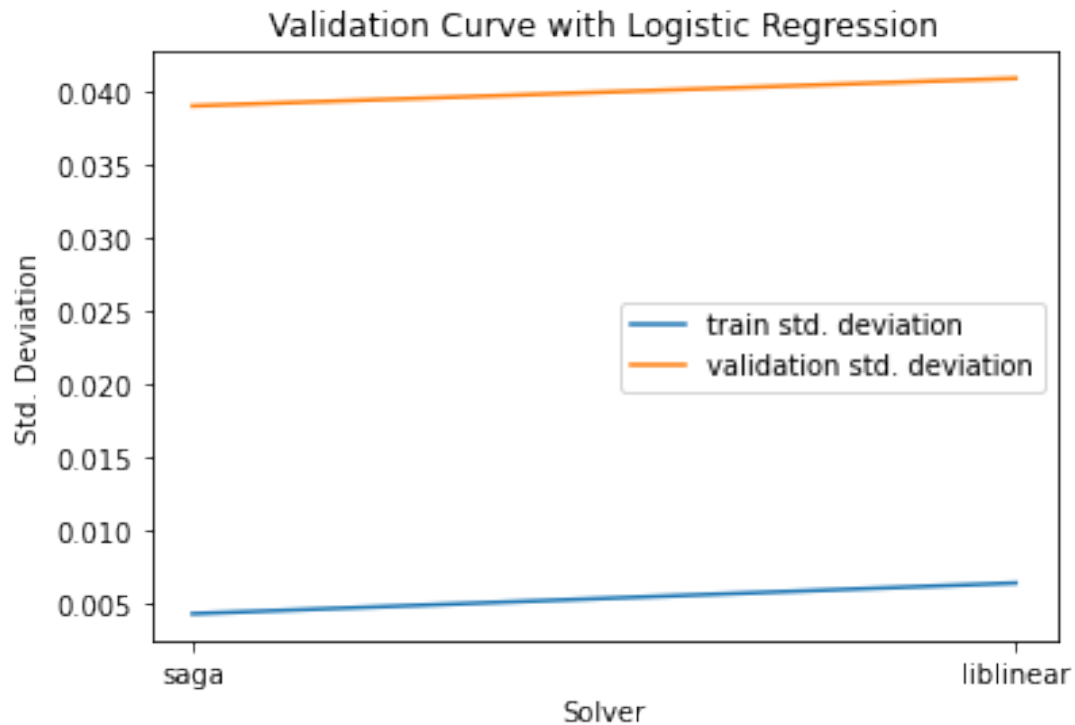 Validation Curve with Logistic Regression
Std. Deviation
0.040
0.035
0.030
0.025
0.020
0.015
0.010
0.005
train std. deviation
validation std. deviation
saga
liblinear
Solver